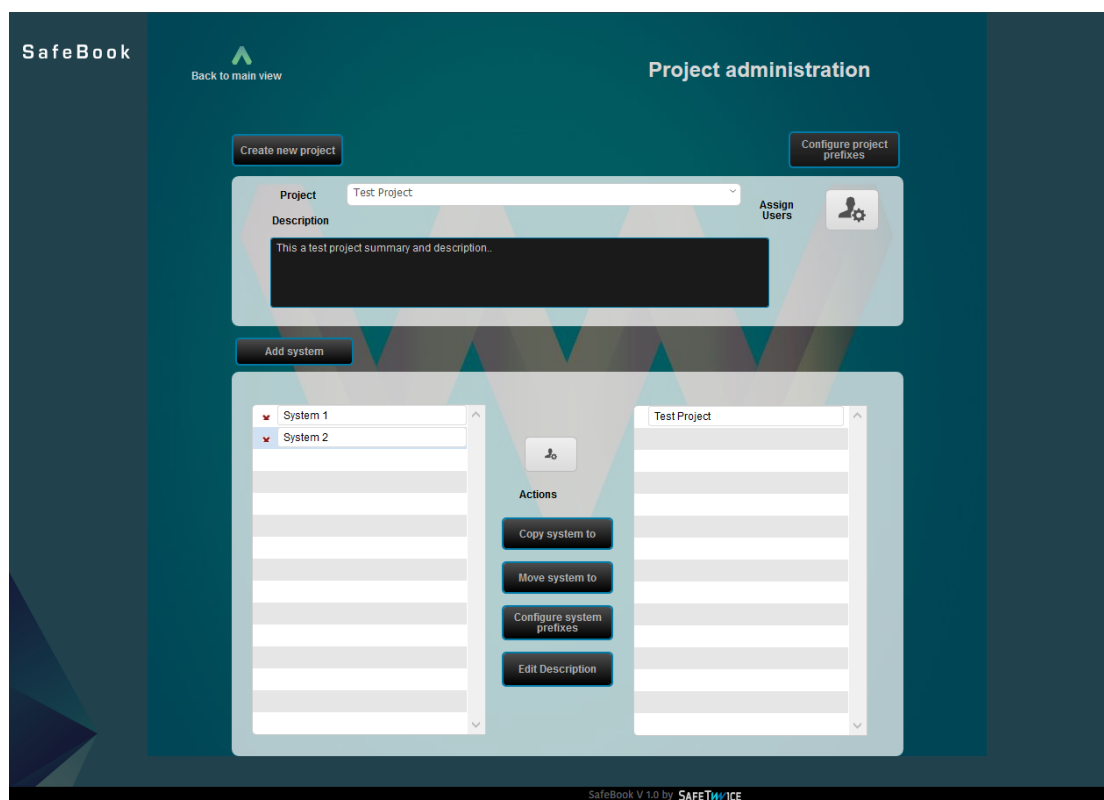 SafeBook
Back to main view
Project administration
Create new project
Configure project
prefixes
Project
Test Project
Assign
Users
Description
This a test project summary and description..
Add system
System 1
System 2
Test Project
Actions
Copy system to
Move system to
Configure system
prefixes
Edit Description
SafeBook V 1.0 by SAFETWICE